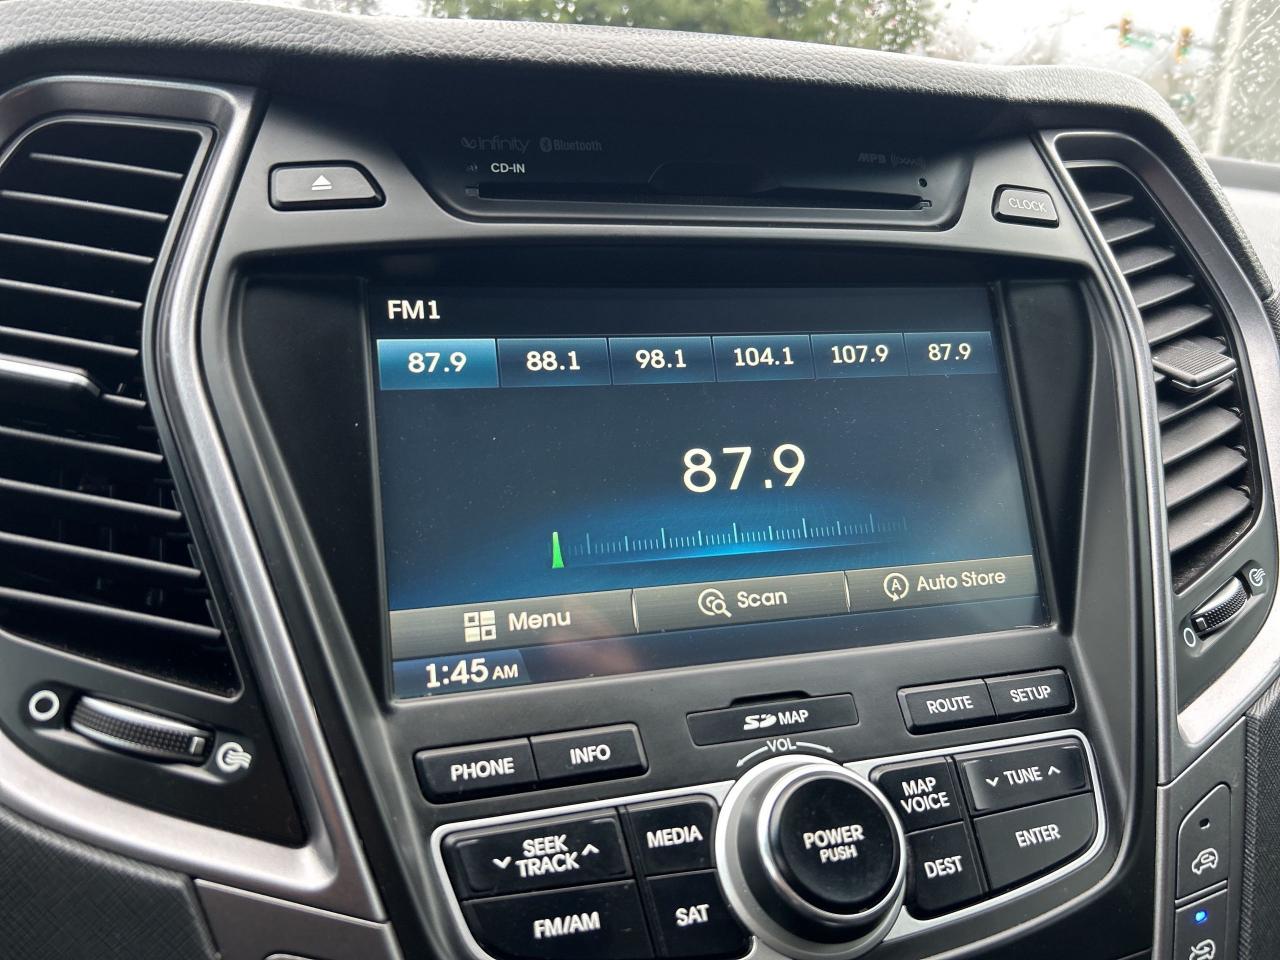 infinity Bluetooth
CD-IN
MP3
CLOCK
FM1
87.9 88.1 98.1 104.1 107.9 87.9
87.9
Menu Scan Auto Store
1:45 AM
SD MAP
ROUTE SETUP
PHONE INFO
VOL
MAP VOICE
TUNE
SEEK
TRACK
MEDIA
POWER
PUSH
ENTER
DEST
FM/AM
SAT